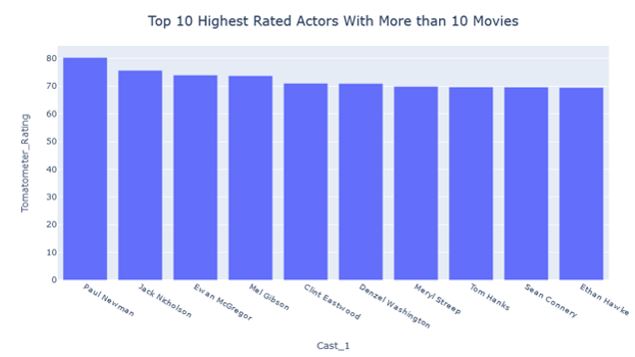 Top 10 Highest Rated Actors With More than 10 Movies
Tomatometer_Rating
80
70
60
50
40
30
20
10
0
Paul Newman
Jack Nicholson
Ewan McGregor
Mel Gibson
Clint Eastwood
Denzel Washington
Meryl Streep
Tom Hanks
Sean Connery
Ethan Hawke
Cast_1